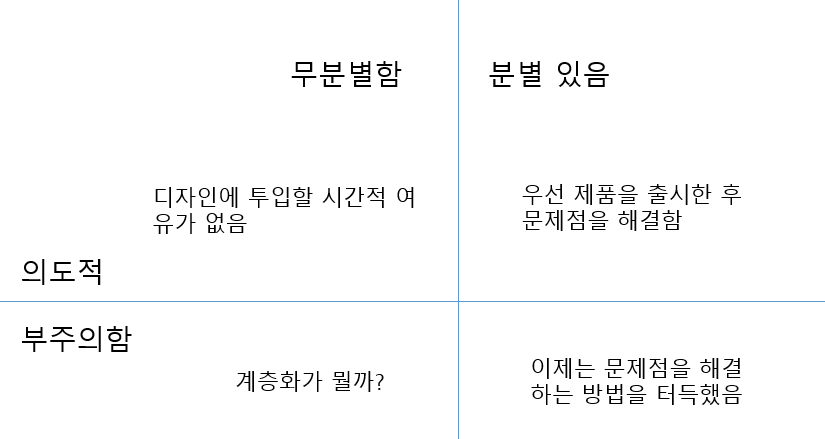 무분별함
분별 있음
디자인에 투입할 시간적 여
유가 없음
우선 제품을 출시한 후
문제점을 해결함
의도적
부주의함
계층화가 뭘까?
이제는 문제점을 해결
하는 방법을 터득했음